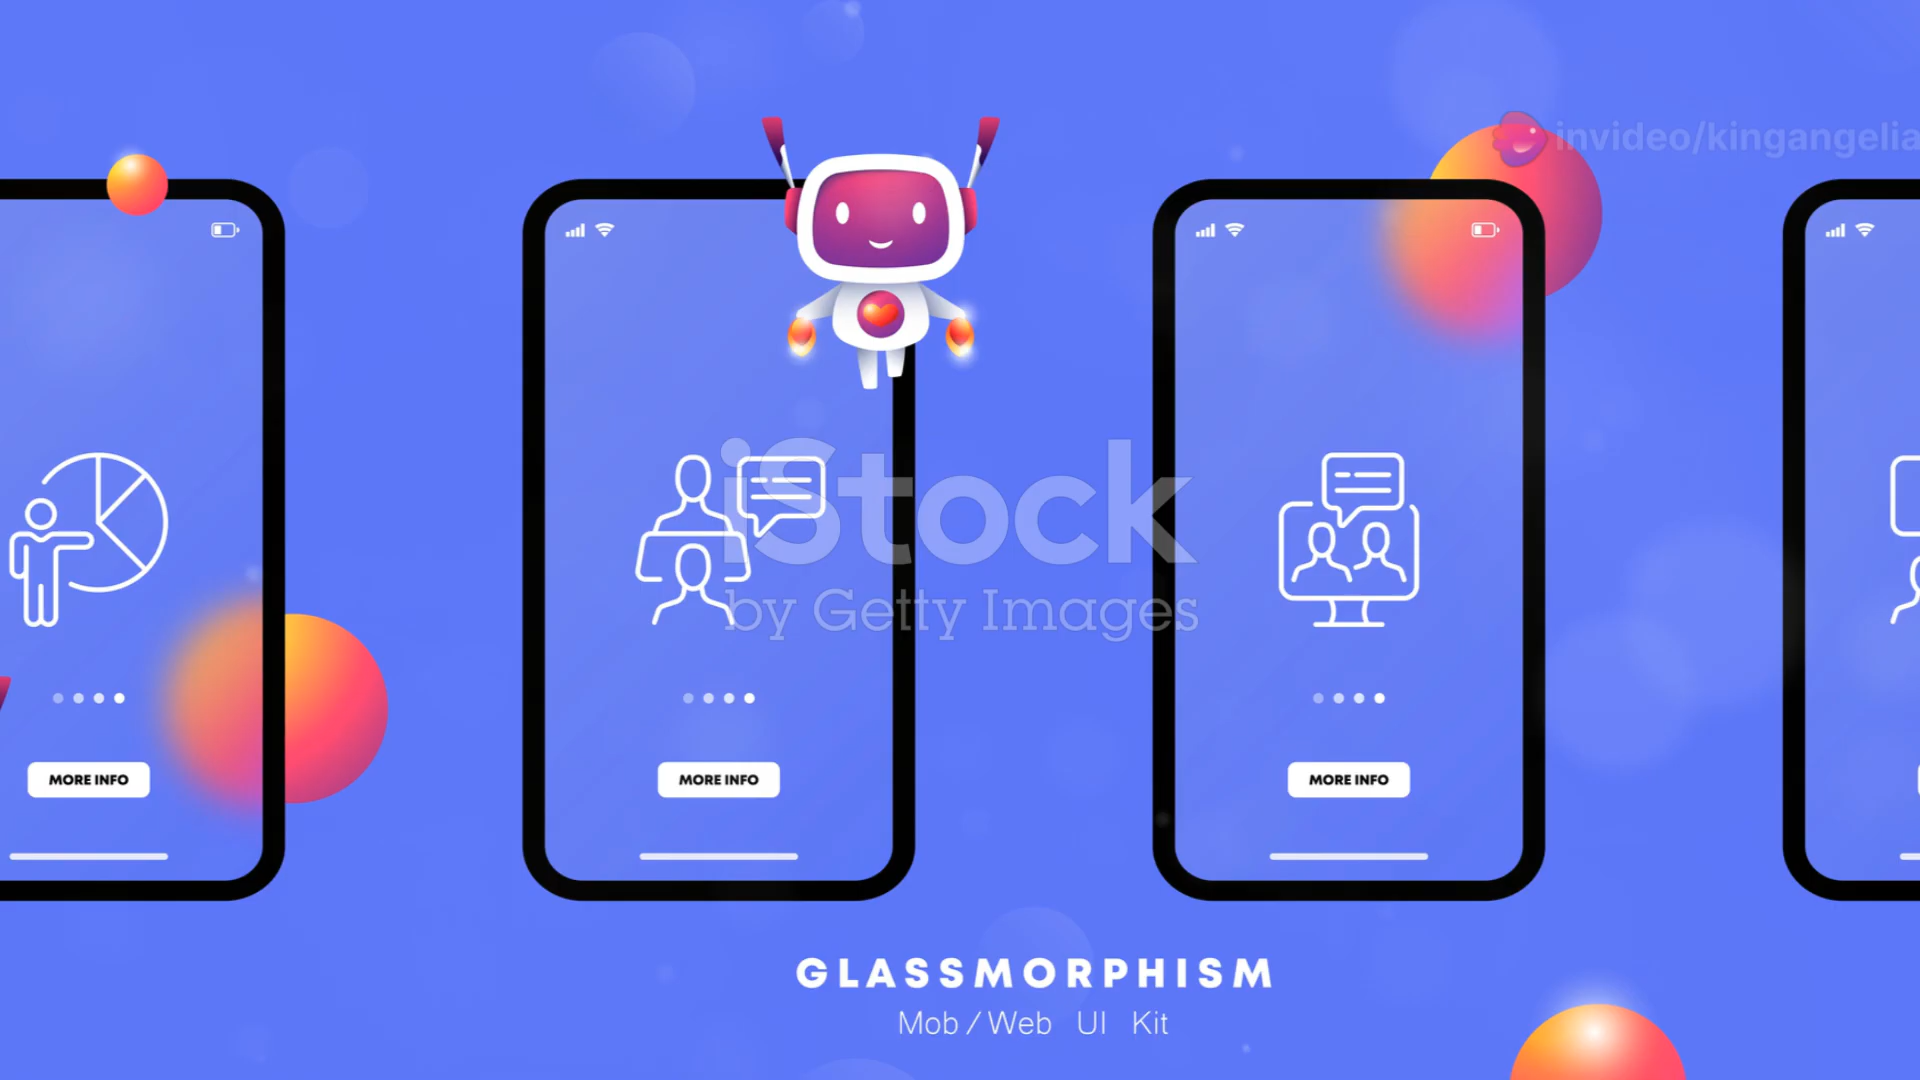 invideo/kingangelia
iStock
by Getty Images
MORE INFO
MORE INFO
MORE INFO
GLASSMORPHISM
Mob/Web UI Kit